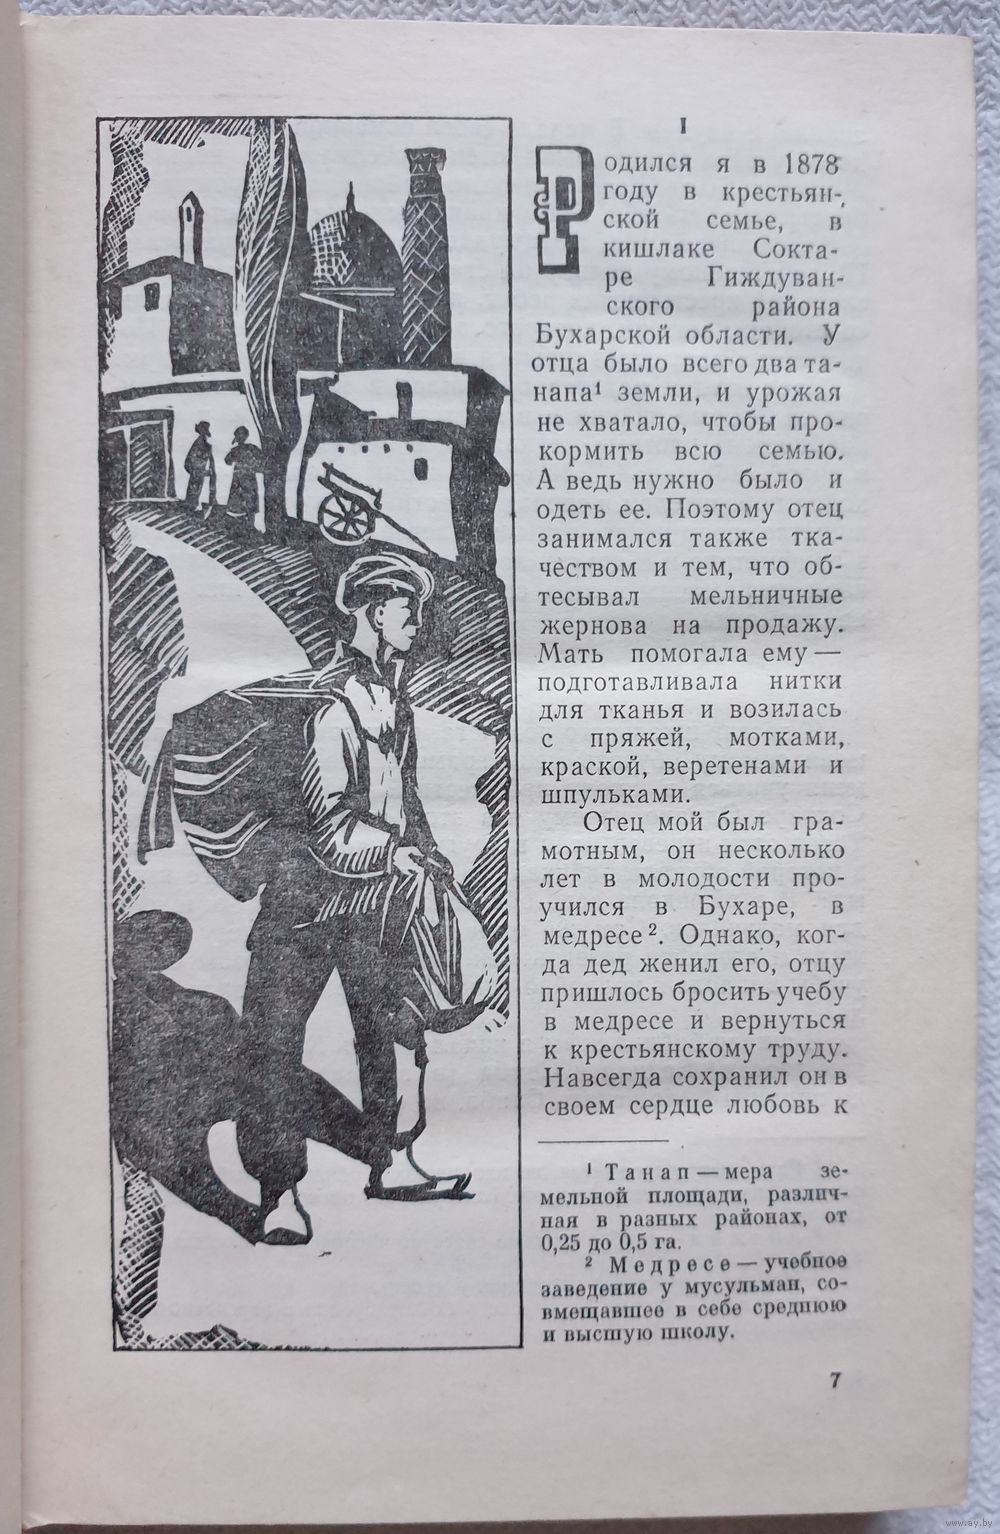 I
Родился я в 1878
году в крестьян-
ской семье, в
кишлаке Сокта-
ре Гиждуван-
ского района
Бухарской области. У
отца было всего два та-
напа¹ земли, и урожая
не хватало, чтобы про-
кормить всю семью.
А ведь нужно было и
одеть ее. Поэтому отец
занимался также тка-
чеством и тем, что об-
тесывал мельничные
жернова на продажу.
Мать помогала ему —
подготавливала нитки
для тканья и возилась
с пряжей, мотками,
краской, веретенами и
шпульками.
Отец мой был гра-
мотным, он несколько
лет в молодости про-
учился в Бухаре, в
медресе². Однако, ког-
да дед женил его, отцу
пришлось бросить учебу
в медресе и вернуться
к крестьянскому труду.
Навсегда сохранил он в
своем сердце любовь к
¹ Танап — мера зе-
мельной площади, различ-
ная в разных районах, от
0,25 до 0,5 га.
² Медресе — учебное
заведение у мусульман, со-
вмещавшее в себе среднюю
и высшую школу.
7
www.ay.by